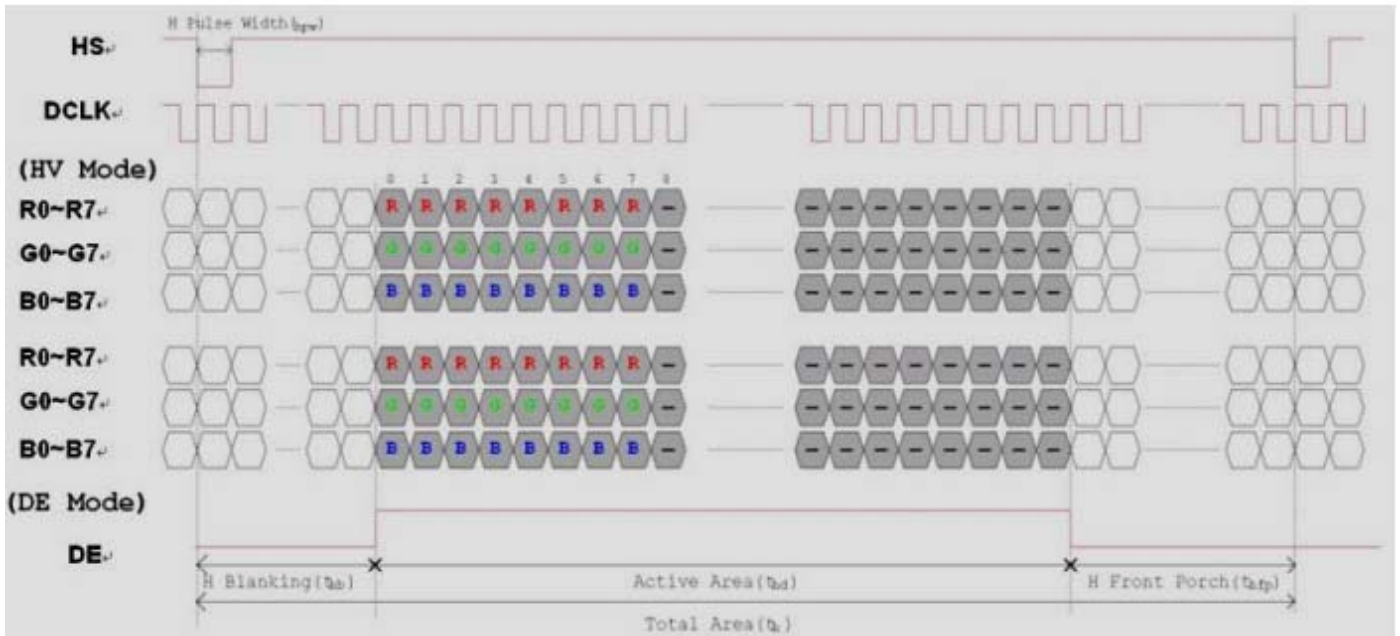 H Pulse Width(thpw)
HS
DCLK
(HV Mode)
0 1 2 3 4 5 6 7 8
R0~R7 R R R R R R R R - - - - - - - - -
G0~G7 G G G G G G G G - - - - - - - - -
B0~B7 B B B B B B B B - - - - - - - - -
R0~R7 R R R R R R R R - - - - - - - - -
G0~G7 G G G G G G G G - - - - - - - - -
B0~B7 B B B B B B B B - - - - - - - - -
(DE Mode)
DE
H Blanking(thb) Active Area(thd) H Front Porch(thfp)
Total Area(th)